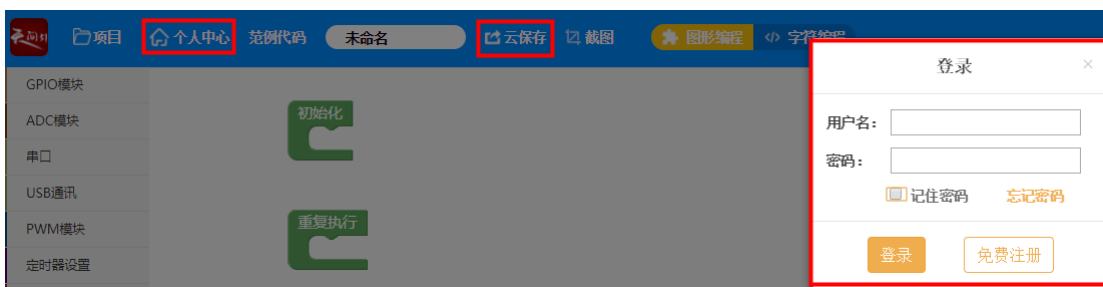 天问51 项目 个人中心 范例代码 未命名 云保存 截图 图形编程 </> 字符编程
GPIO模块
ADC模块
串口
USB通讯
PWM模块
定时器设置
初始化
重复执行
登录 ×
用户名：
密码：
记住密码 忘记密码
登录 免费注册